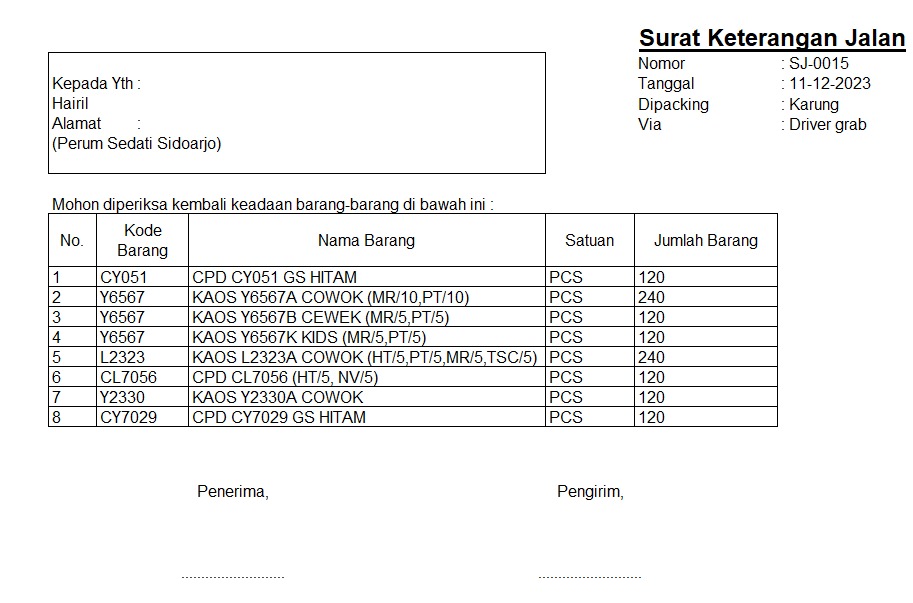 Surat Keterangan Jalan
Nomor : SJ-0015
Tanggal : 11-12-2023
Dipacking : Karung
Via : Driver grab
Kepada Yth :
Hairil
Alamat :
(Perum Sedati Sidoarjo)
Mohon diperiksa kembali keadaan barang-barang di bawah ini :
No. Kode Barang Nama Barang Satuan Jumlah Barang
1 CY051 CPD CY051 GS HITAM PCS 120
2 Y6567 KAOS Y6567A COWOK (MR/10,PT/10) PCS 240
3 Y6567 KAOS Y6567B CEWEK (MR/5,PT/5) PCS 120
4 Y6567 KAOS Y6567K KIDS (MR/5,PT/5) PCS 120
5 L2323 KAOS L2323A COWOK (HT/5,PT/5,MR/5,TSC/5) PCS 240
6 CL7056 CPD CL7056 (HT/5, NV/5) PCS 120
7 Y2330 KAOS Y2330A COWOK PCS 120
8 CY7029 CPD CY7029 GS HITAM PCS 120
Penerima, Pengirim,
.......................... ..........................